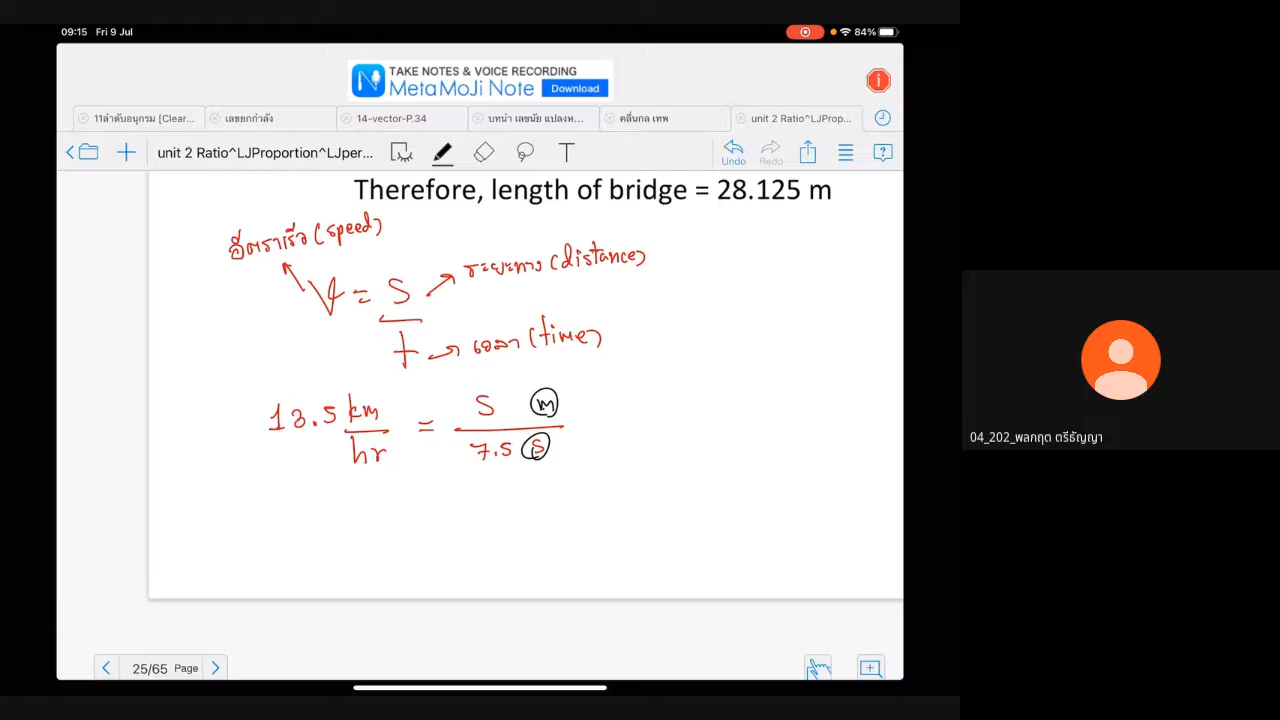 09:15 Fri 9 Jul 84%
TAKE NOTES & VOICE RECORDING
MetaMoJi Note Download
11ลำดับอนุกรม [Clear... เลขยกกำลัง 14-vector-P.34 บทนำ เลขนัย แปลงห... คลื่นกล เทพ unit 2 Ratio^LJProp...
unit 2 Ratio^LJProportion^LJper... T Undo Redo
Therefore, length of bridge = 28.125 m
อัตราเร็ว (speed)
V = S ระยะทาง (distance)
t เวลา (time)
13.5 km = S m
hr 7.5 s
04_202_พลกฤต ตรีธัญญา
25/65 Page